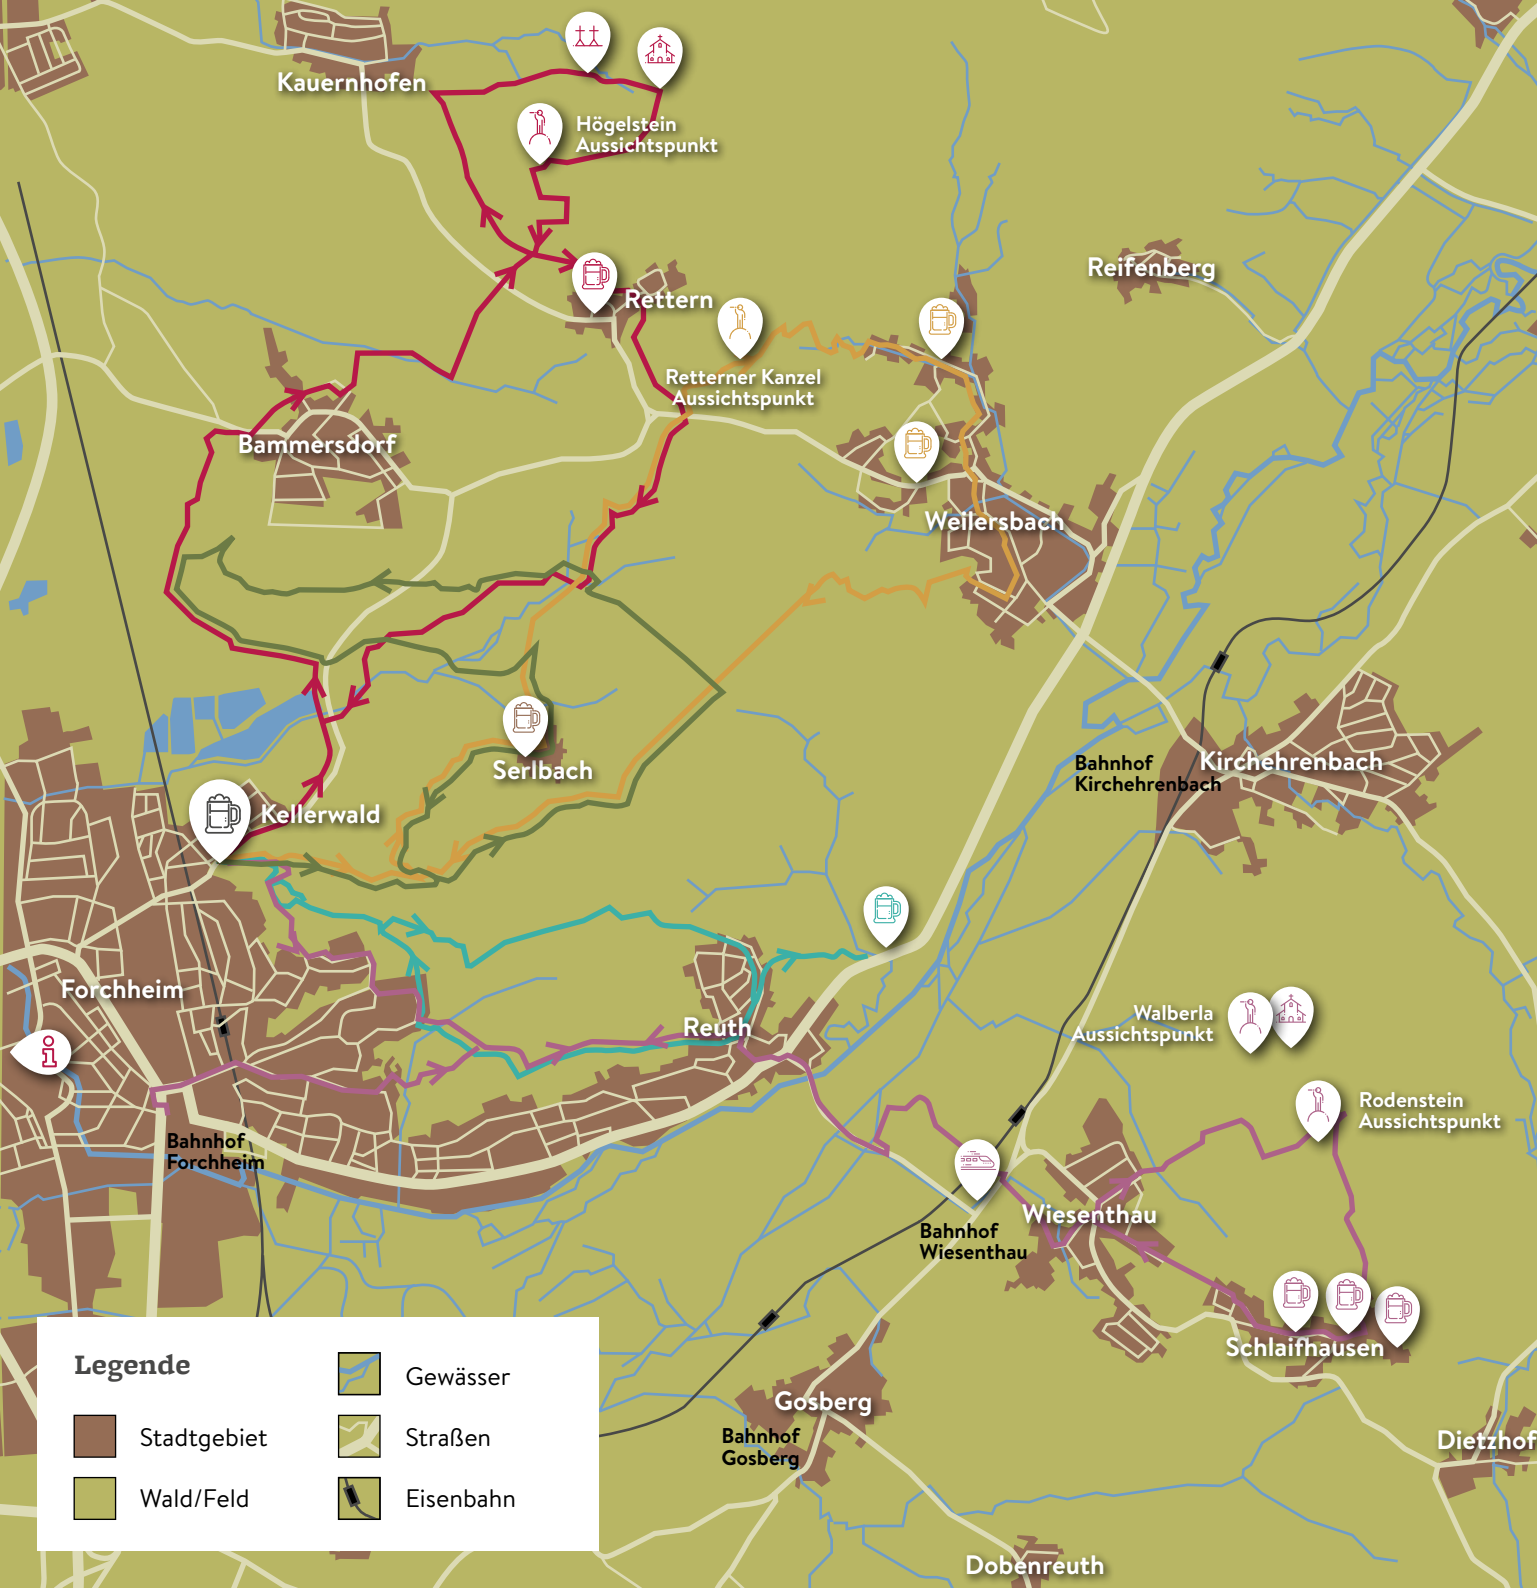 Kauernhofen
Högelstein
Aussichtspunkt
Reifenberg
Rettern
Retterner Kanzel
Aussichtspunkt
Bammersdorf
Weilersbach
Serlbach
Bahnhof
Kirchehrenbach
Kirchehrenbach
Kellerwald
Forchheim
Reuth
Walberla
Aussichtspunkt
Rodenstein
Aussichtspunkt
Bahnhof
Forchheim
Wiesenthau
Bahnhof
Wiesenthau
Schlaifhausen
Gosberg
Bahnhof
Gosberg
Dietzhof
Dobenreuth
Legende
Stadtgebiet
Wald/Feld
Gewässer
Straßen
Eisenbahn